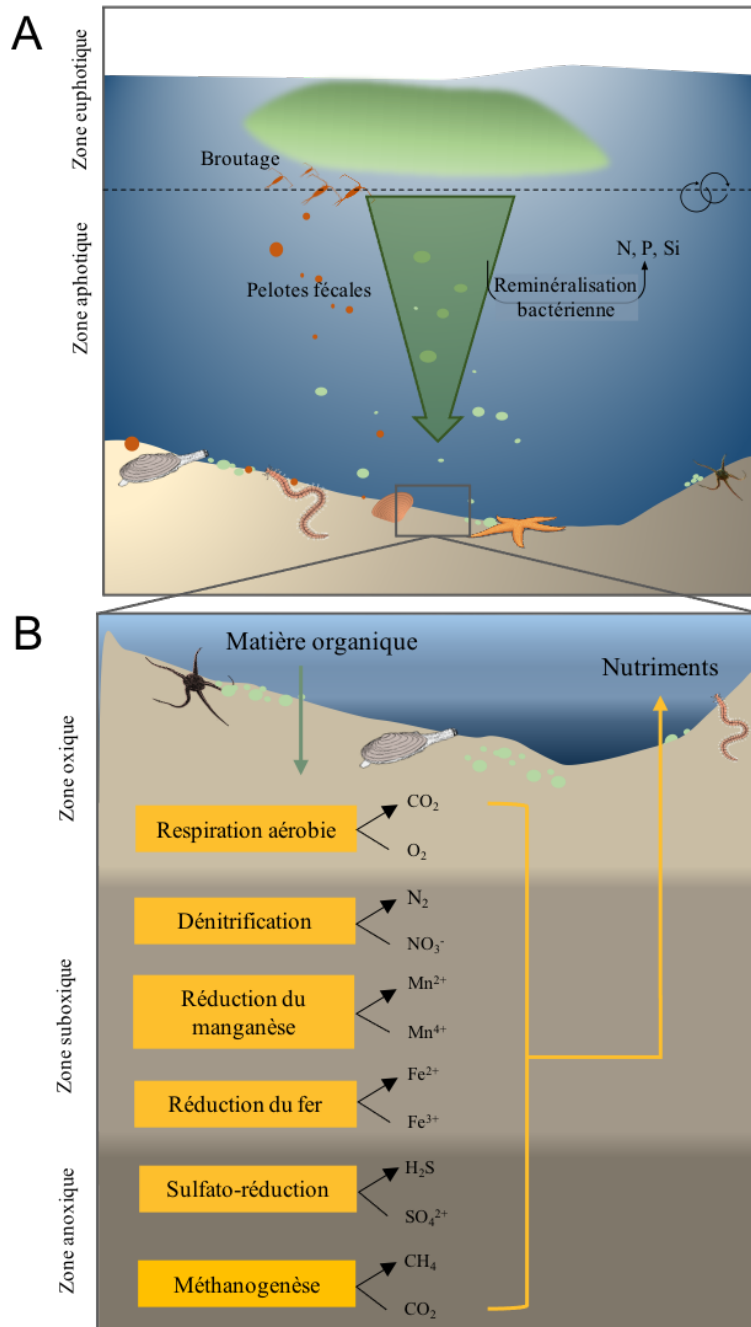 A
Zone euphotique
Broutage
Zone aphotique
N, P, Si
Pelotes fécales
Reminéralisation
bactérienne
B
Matière organique
Nutriments
Zone oxique
Respiration aérobie
CO₂
O₂
Zone suboxique
Dénitrification
N₂
NO₃⁻
Réduction du
manganèse
Mn²⁺
Mn⁴⁺
Réduction du fer
Fe²⁺
Fe³⁺
Zone anoxique
Sulfato-réduction
H₂S
SO₄²⁺
Méthanogenèse
CH₄
CO₂